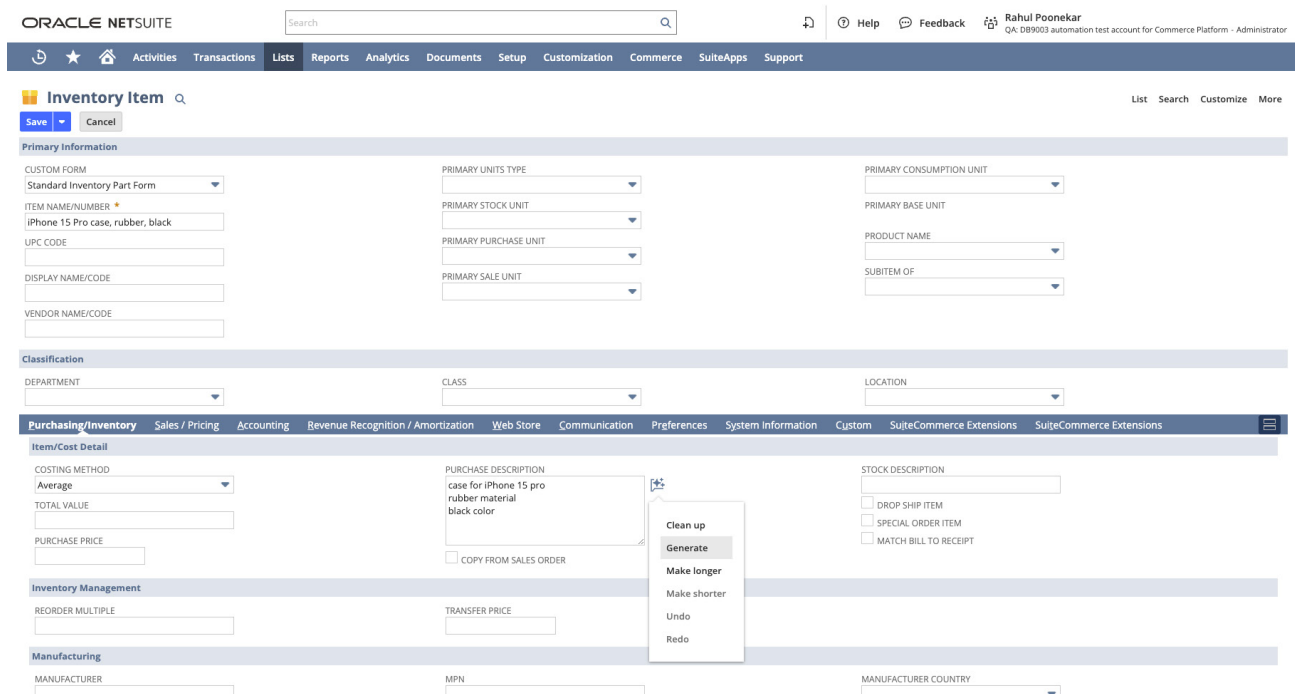 ORACLE NETSUITE
Search
Help
Feedback
Rahul Poonekar
QA: DB9003 automation test account for Commerce Platform - Administrator
Activities Transactions Lists Reports Analytics Documents Setup Customization Commerce SuiteApps Support
Inventory Item
List Search Customize More
Save Cancel
Primary Information
CUSTOM FORM
Standard Inventory Part Form
ITEM NAME/NUMBER *
iPhone 15 Pro case, rubber, black
UPC CODE
DISPLAY NAME/CODE
VENDOR NAME/CODE
PRIMARY UNITS TYPE
PRIMARY STOCK UNIT
PRIMARY PURCHASE UNIT
PRIMARY SALE UNIT
PRIMARY CONSUMPTION UNIT
PRIMARY BASE UNIT
PRODUCT NAME
SUBITEM OF
Classification
DEPARTMENT
CLASS
LOCATION
Purchasing/Inventory Sales / Pricing Accounting Revenue Recognition / Amortization Web Store Communication Preferences System Information Custom SuiteCommerce Extensions SuiteCommerce Extensions
Item/Cost Detail
COSTING METHOD
Average
TOTAL VALUE
PURCHASE PRICE
PURCHASE DESCRIPTION
case for iPhone 15 pro
rubber material
black color
COPY FROM SALES ORDER
Clean up
Generate
Make longer
Make shorter
Undo
Redo
STOCK DESCRIPTION
DROP SHIP ITEM
SPECIAL ORDER ITEM
MATCH BILL TO RECEIPT
Inventory Management
REORDER MULTIPLE
TRANSFER PRICE
Manufacturing
MANUFACTURER
MPN
MANUFACTURER COUNTRY